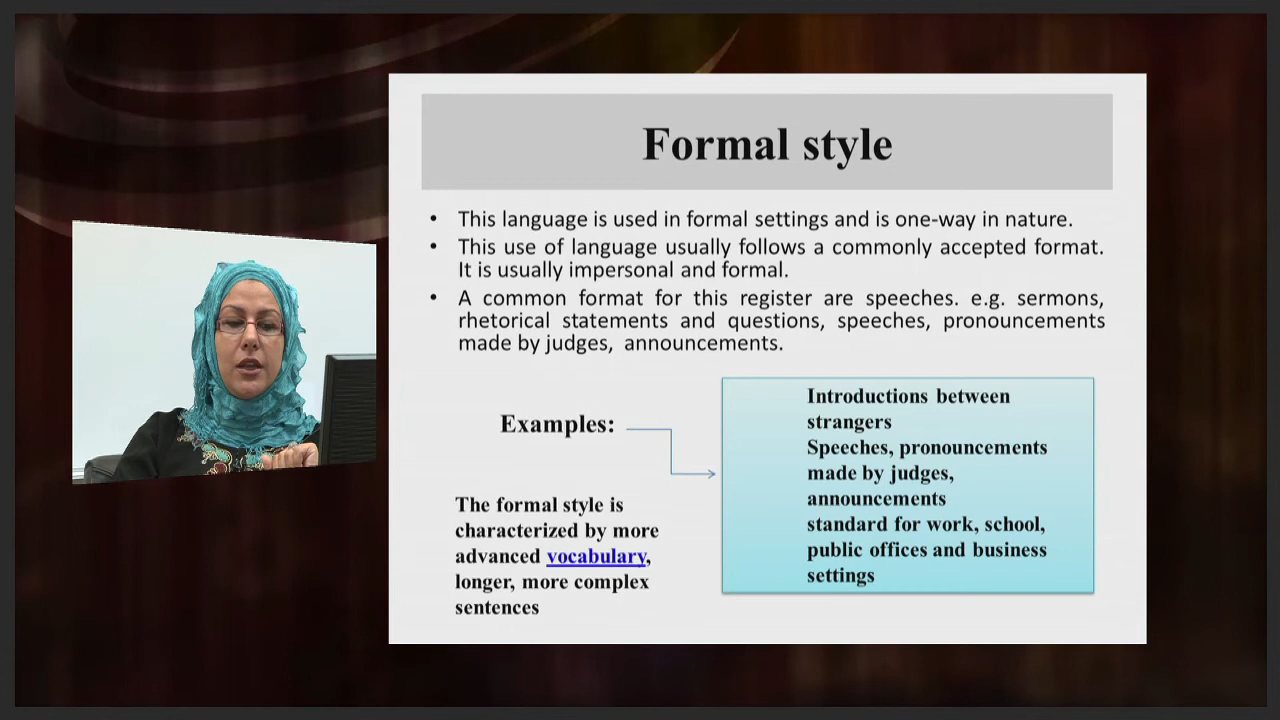 Formal style
• This language is used in formal settings and is one-way in nature.
• This use of language usually follows a commonly accepted format.
It is usually impersonal and formal.
• A common format for this register are speeches. e.g. sermons,
rhetorical statements and questions, speeches, pronouncements
made by judges, announcements.
Examples:
The formal style is
characterized by more
advanced vocabulary,
longer, more complex
sentences
Introductions between
strangers
Speeches, pronouncements
made by judges,
announcements
standard for work, school,
public offices and business
settings